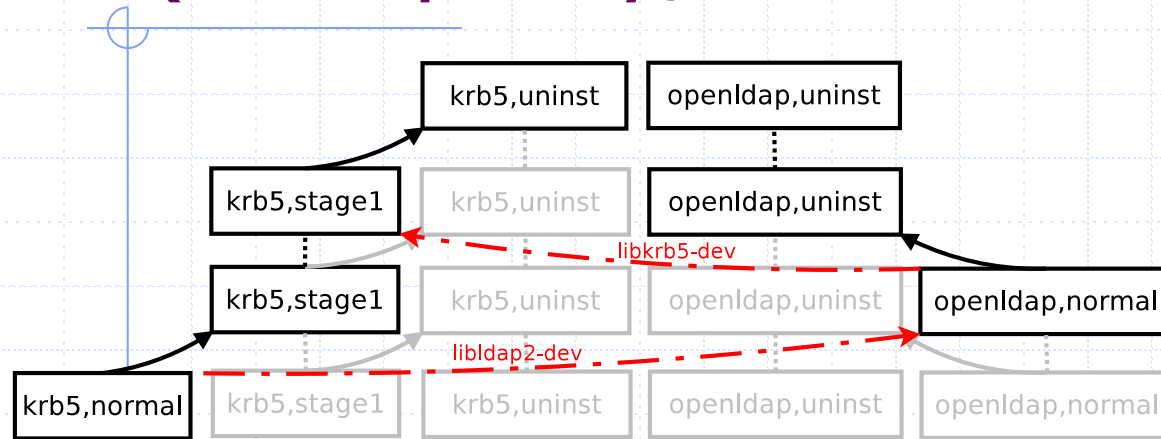 krb5,uninst
openldap,uninst
krb5,stage1
krb5,uninst
openldap,uninst
libkrb5-dev
krb5,stage1
krb5,uninst
openldap,uninst
openldap,normal
libldap2-dev
krb5,normal
krb5,stage1
krb5,uninst
openldap,uninst
openldap,normal